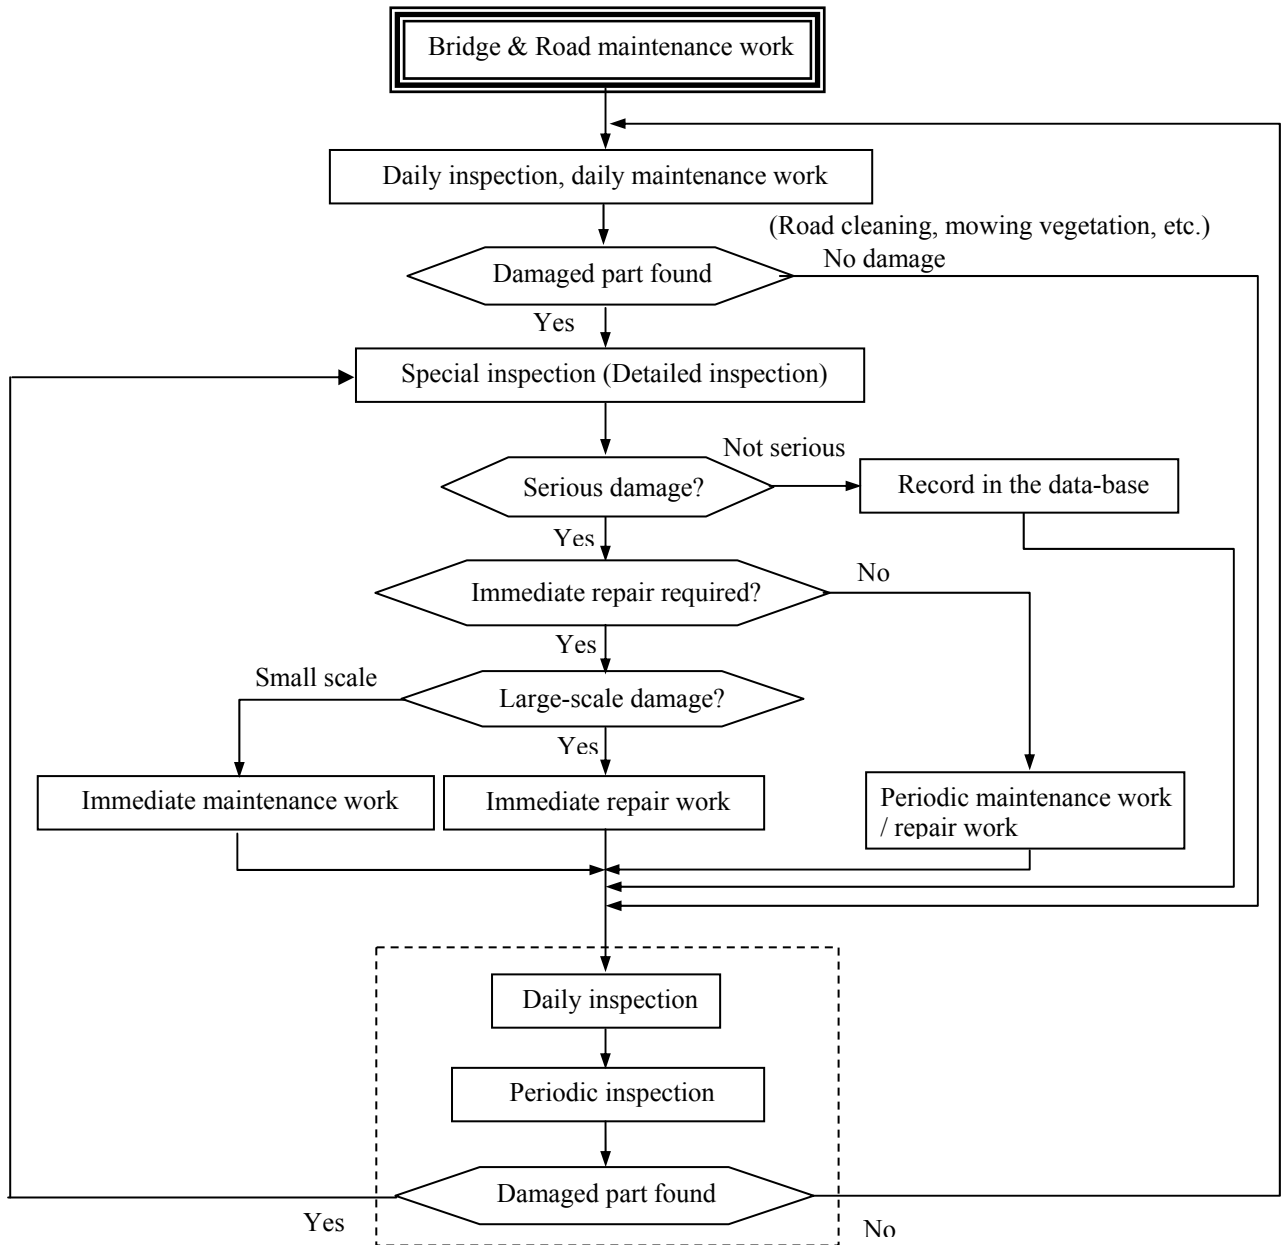 Bridge & Road maintenance work
Daily inspection, daily maintenance work
(Road cleaning, mowing vegetation, etc.)
Damaged part found
No damage
Yes
Special inspection (Detailed inspection)
Not serious
Serious damage?
Record in the data-base
Yes
Immediate repair required?
No
Yes
Small scale
Large-scale damage?
Yes
Immediate maintenance work
Immediate repair work
Periodic maintenance work
/ repair work
Daily inspection
Periodic inspection
Damaged part found
Yes
No